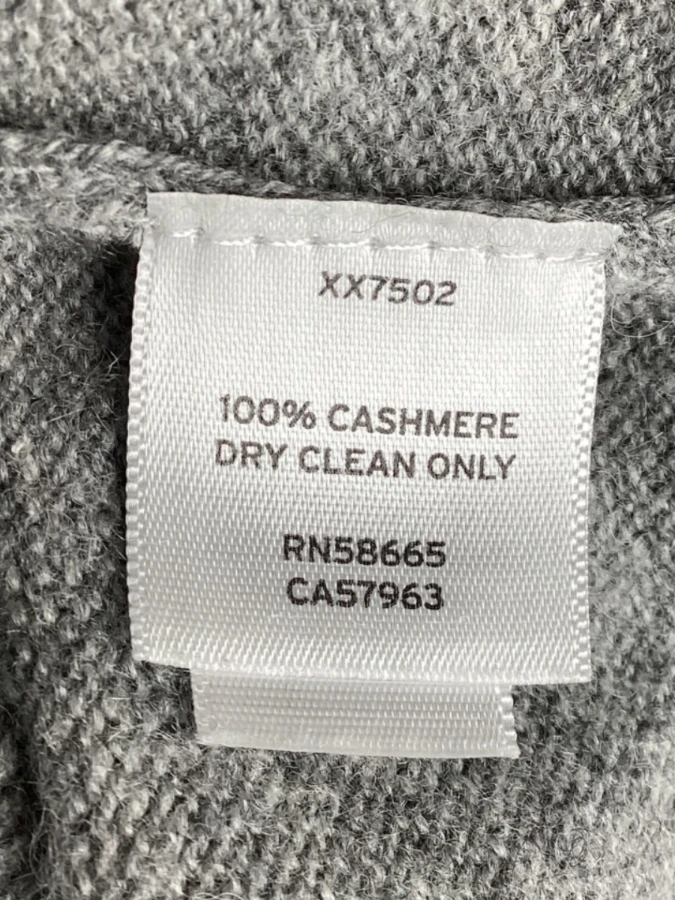 XX7502
100% CASHMERE
DRY CLEAN ONLY
RN58665
CA57963